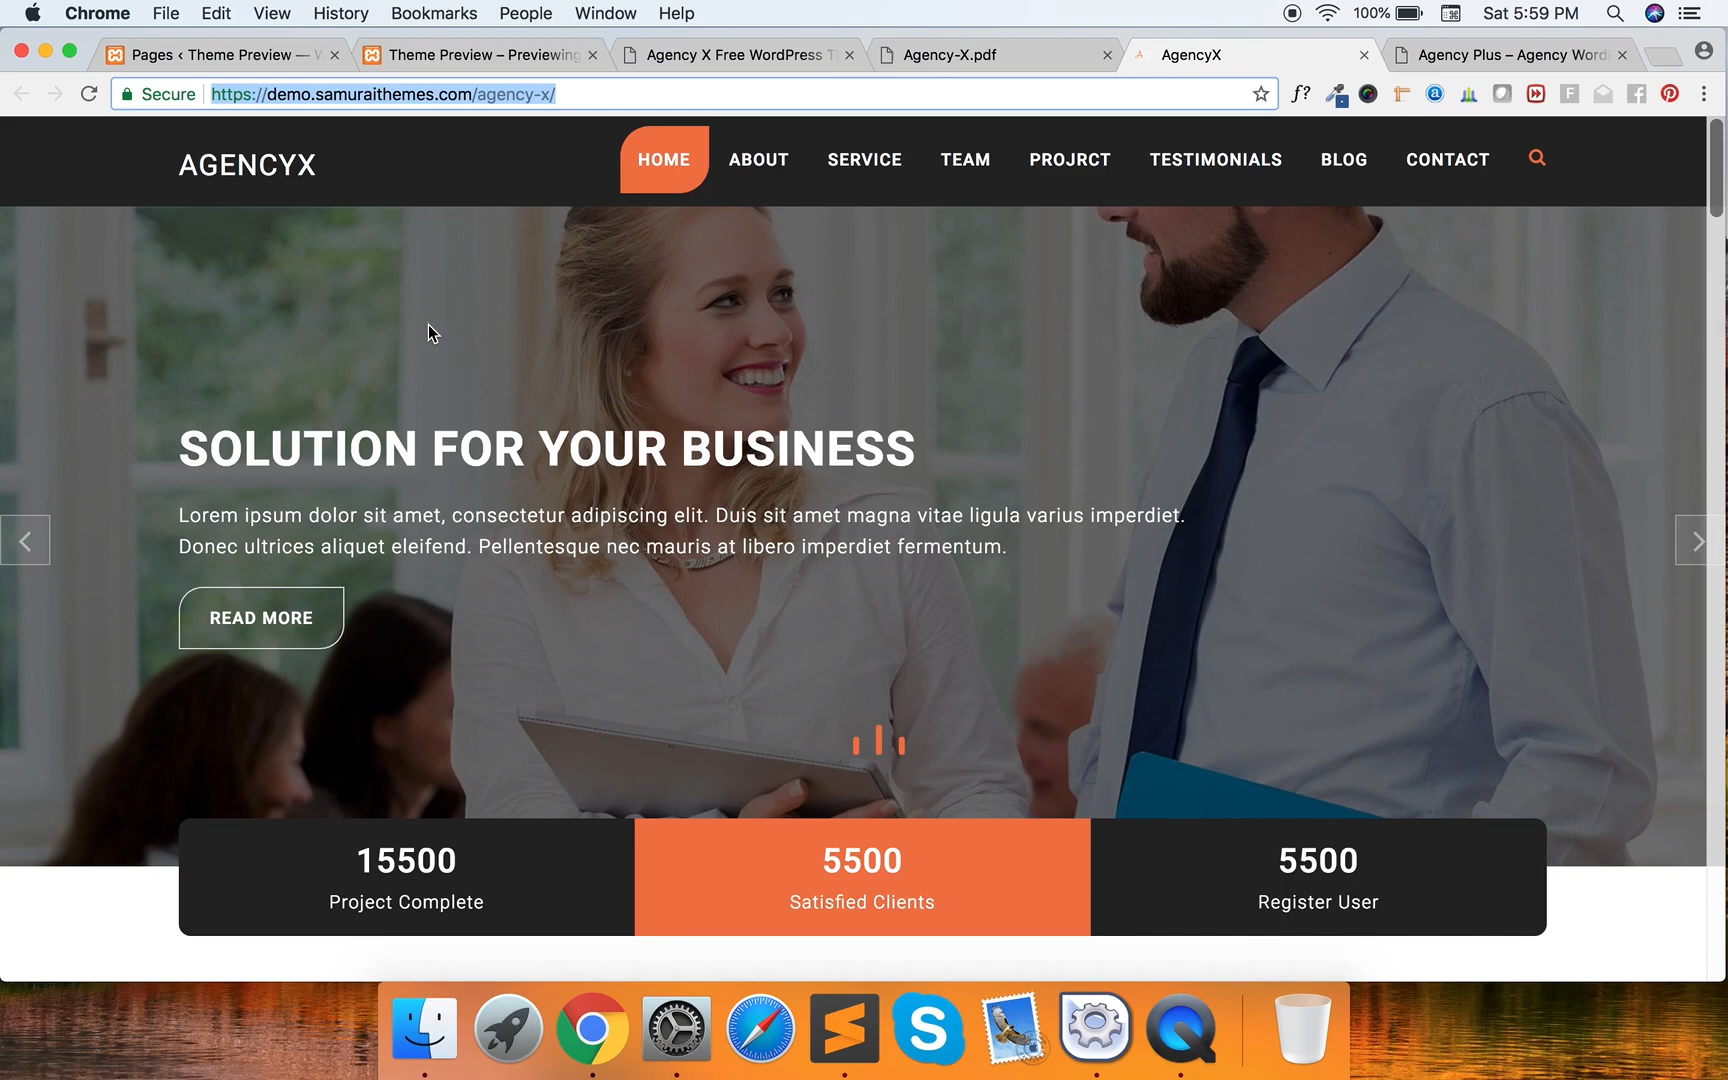 Chrome File Edit View History Bookmarks People Window Help 100% Sat 5:59 PM
Pages ‹ Theme Preview — Theme Preview – Previewing Agency X Free WordPress Agency-X.pdf AgencyX Agency Plus – Agency
Secure https://demo.samuraithemes.com/agency-x/ f?
AGENCYX HOME ABOUT SERVICE TEAM PROJRCT TESTIMONIALS BLOG CONTACT
SOLUTION FOR YOUR BUSINESS
Lorem ipsum dolor sit amet, consectetur adipiscing elit. Duis sit amet magna vitae ligula varius imperdiet.
Donec ultrices aliquet eleifend. Pellentesque nec mauris at libero imperdiet fermentum.
READ MORE
15500 5500 5500
Project Complete Satisfied Clients Register User